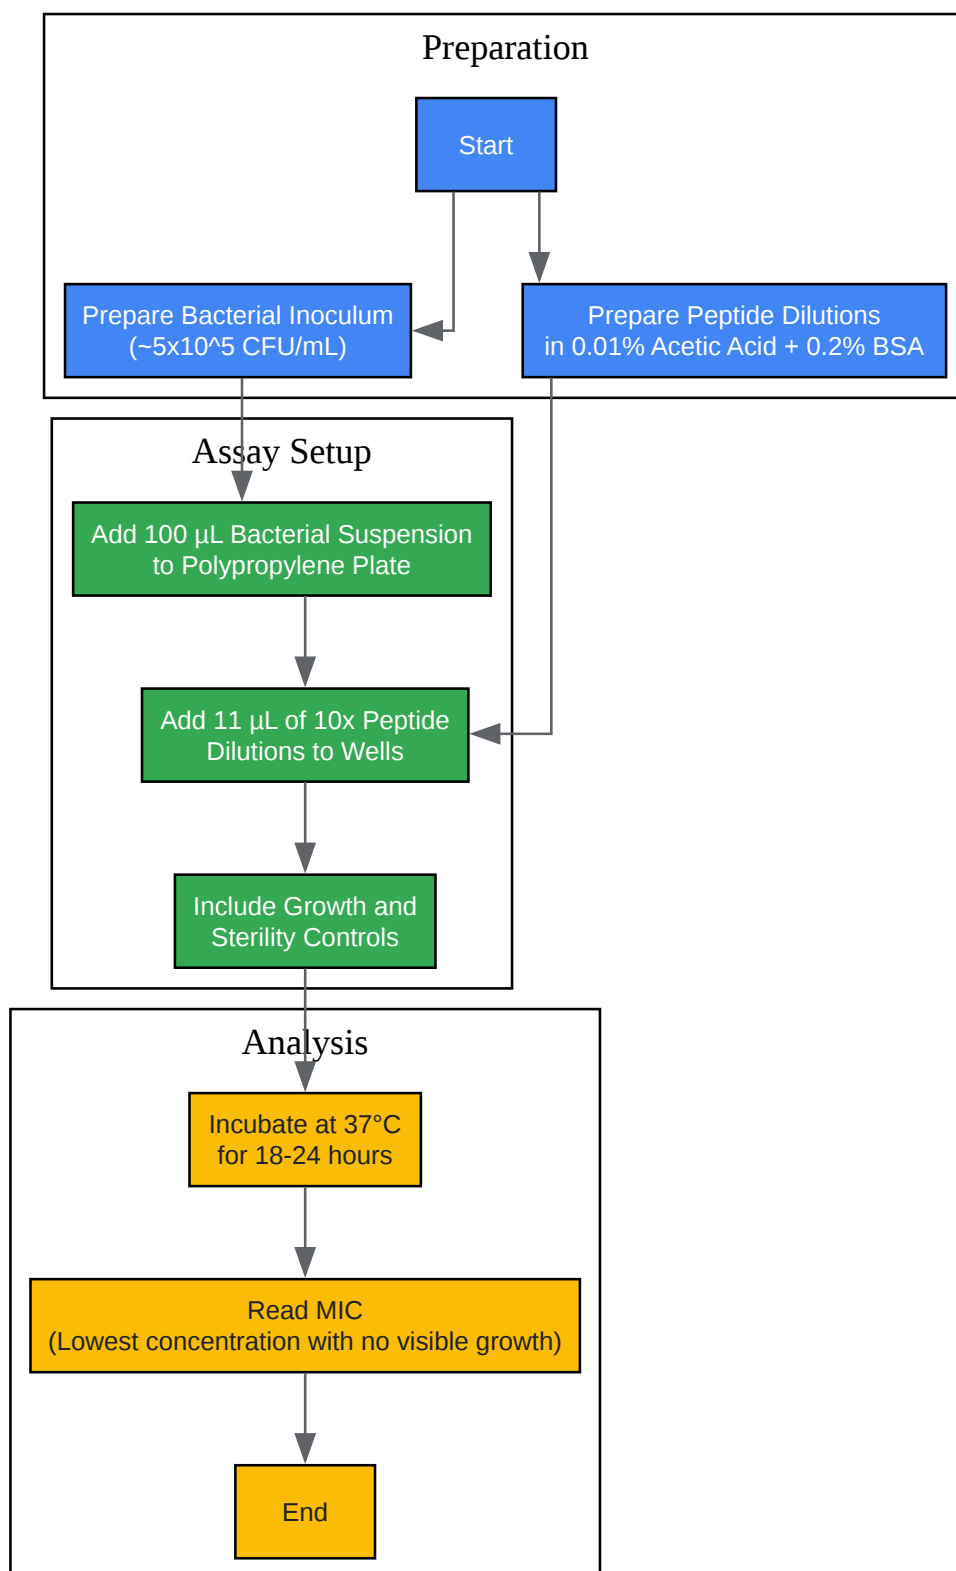 Preparation
Start
Prepare Bacterial Inoculum
(~5x10^5 CFU/mL)
Prepare Peptide Dilutions
in 0.01% Acetic Acid + 0.2% BSA
Assay Setup
Add 100 µL Bacterial Suspension
to Polypropylene Plate
Add 11 µL of 10x Peptide
Dilutions to Wells
Include Growth and
Sterility Controls
Analysis
Incubate at 37°C
for 18-24 hours
Read MIC
(Lowest concentration with no visible growth)
End